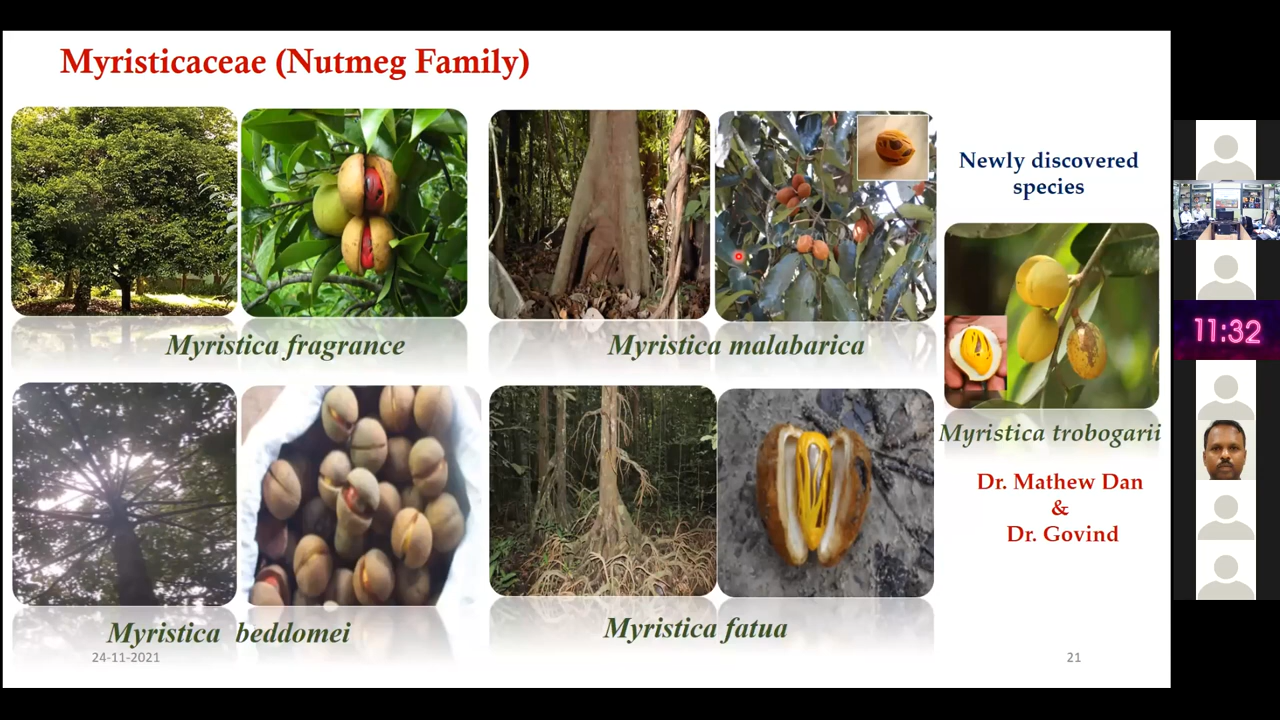 Myristicaceae (Nutmeg Family)
Newly discovered
species
Myristica fragrance
Myristica malabarica
Myristica trobogarii
Dr. Mathew Dan
&
Dr. Govind
Myristica beddomei
Myristica fatua
24-11-2021
21
11:32